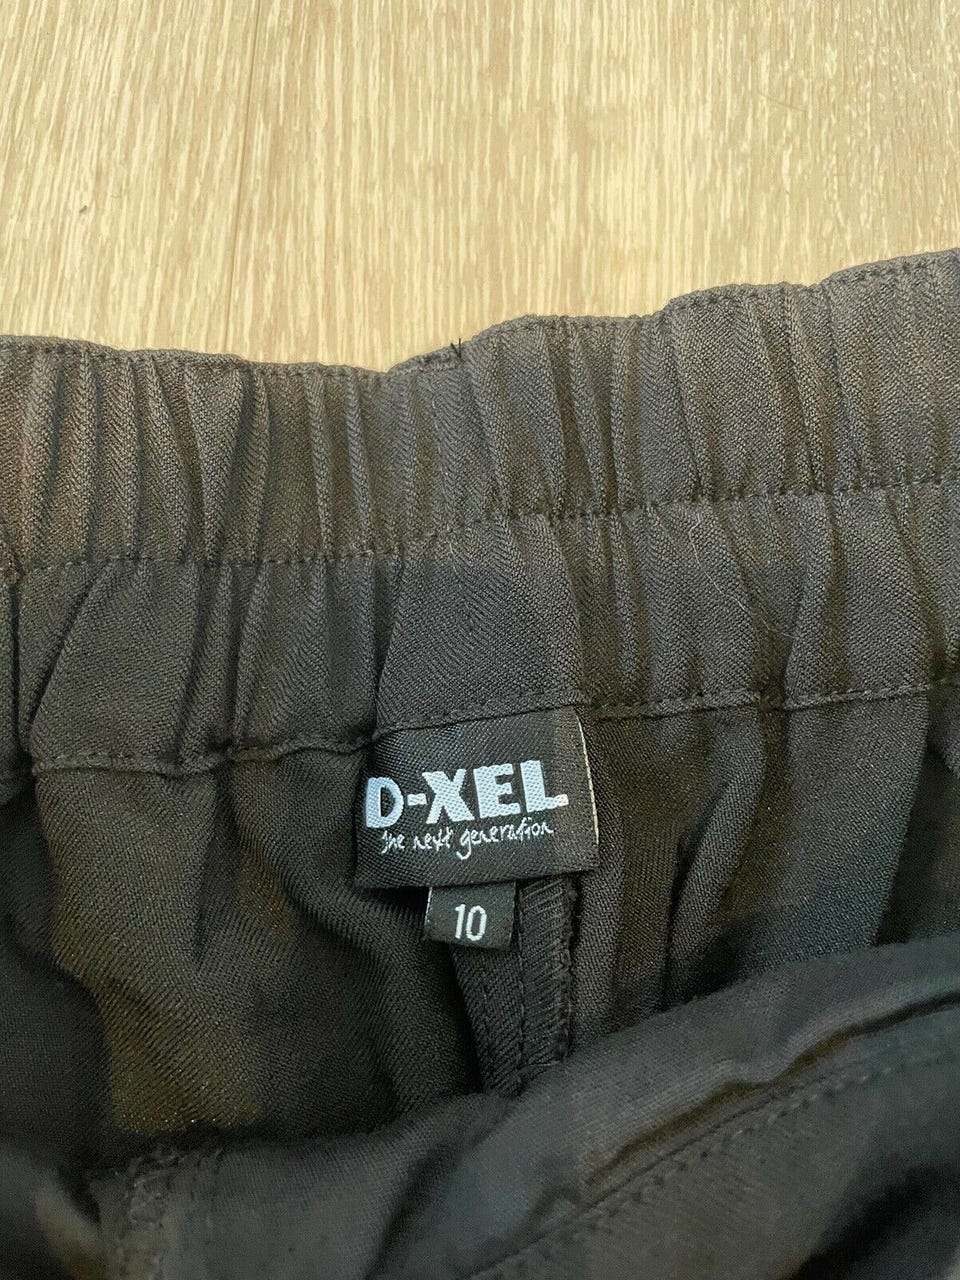 D-XEL
the next generation
10